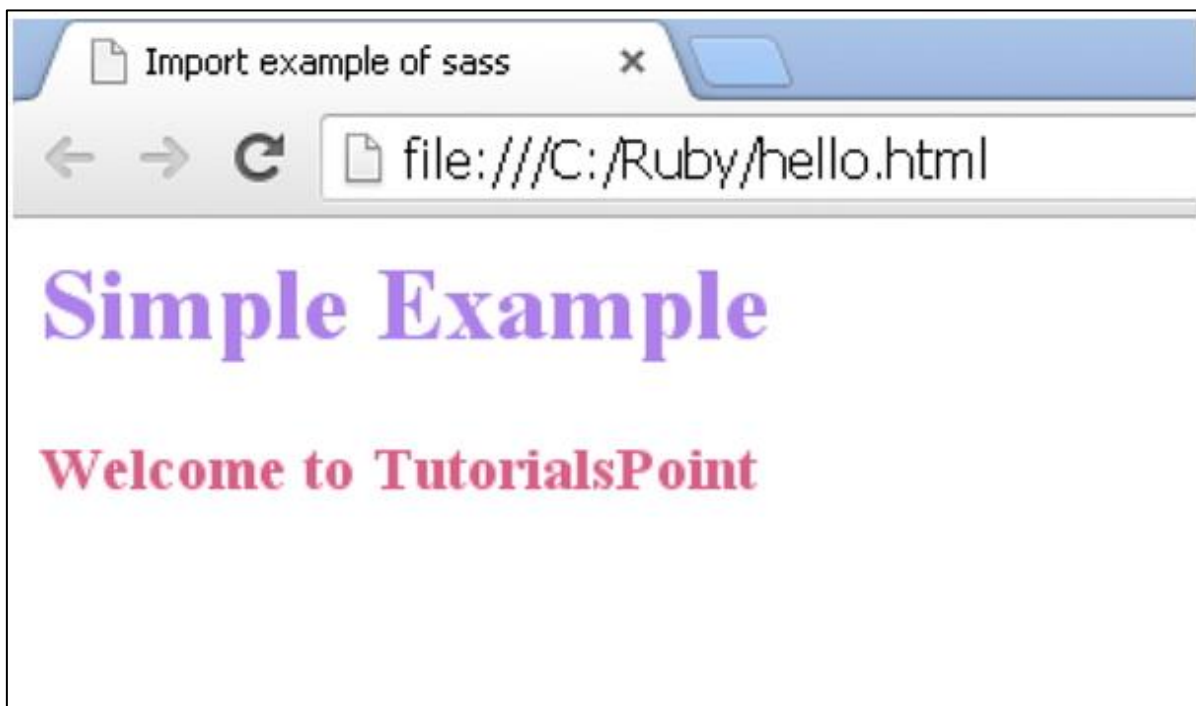 Import example of sass
file:///C:/Ruby/hello.html
Simple Example
Welcome to TutorialsPoint